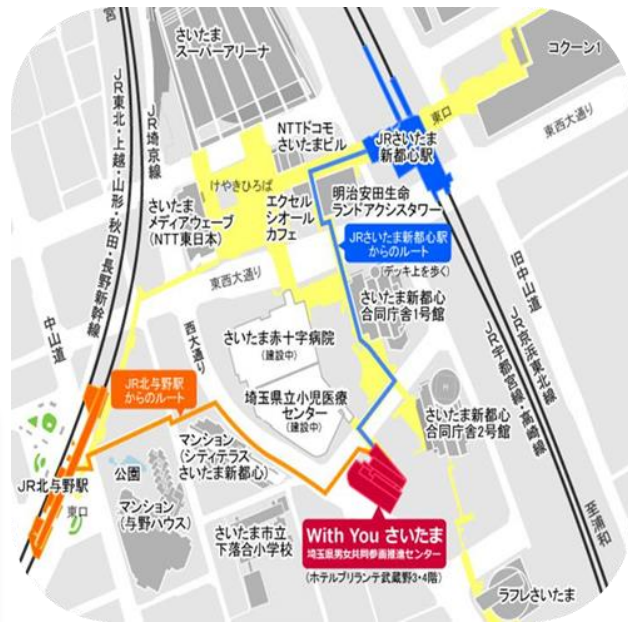 宮
さいたま
スーパーアリーナ
コクーン1
JR東北・上越・山形・秋田・長野新幹線
JR埼京線
NTTドコモ
さいたまビル
JRさいたま
新都心駅
東口
東西大通り
けやきひろば
さいたま
メディアウェーブ
(NTT東日本)
エクセル
シオール
カフェ
明治安田生命
ランドアクシスタワー
JRさいたま新都心駅
からのルート
(デッキ上を歩く)
旧中山道
東西大通り
さいたま新都心
合同庁舎1号館
中山道
西大通り
さいたま赤十字病院
(建設中)
JR京浜東北線
JR宇都宮線・高崎線
JR北与野駅
からのルート
埼玉県立小児医療
センター
(建設中)
さいたま新都心
合同庁舎2号館
マンション
(シティテラス
さいたま新都心)
JR北与野駅
東口
公園
マンション
(与野ハウス)
至浦和
さいたま市立
下落合小学校
With You さいたま
埼玉県男女共同参画推進センター
(ホテルブリランテ武蔵野3・4階)
ラフレさいたま